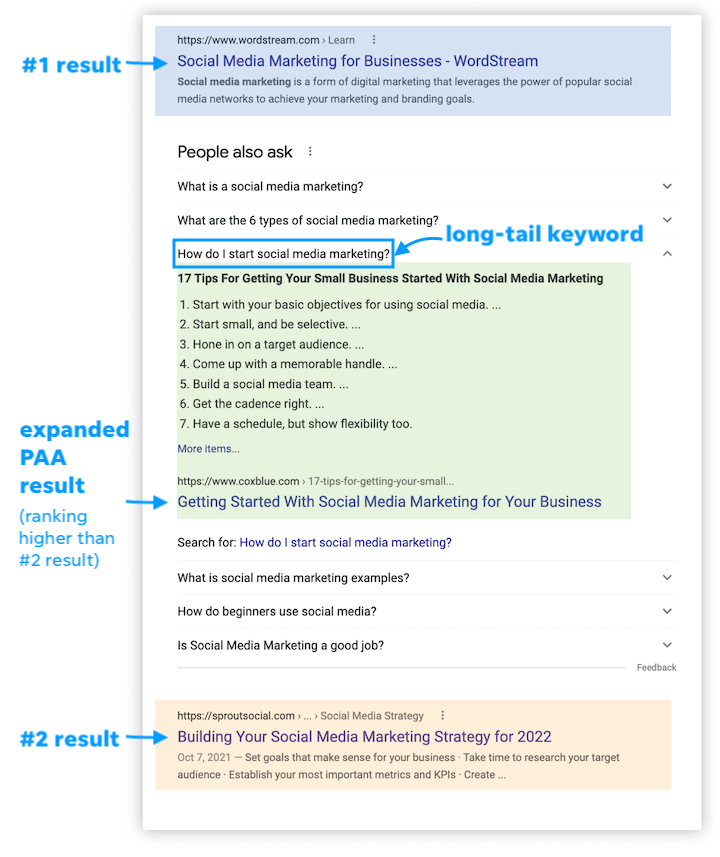 https://www.wordstream.com › Learn
#1 result
Social Media Marketing for Businesses - WordStream
Social media marketing is a form of digital marketing that leverages the power of popular social
media networks to achieve your marketing and branding goals.
People also ask
What is a social media marketing?
What are the 6 types of social media marketing?
long-tail keyword
How do I start social media marketing?
17 Tips For Getting Your Small Business Started With Social Media Marketing
1. Start with your basic objectives for using social media. ...
2. Start small, and be selective. ...
3. Hone in on a target audience. ...
4. Come up with a memorable handle. ...
5. Build a social media team. ...
6. Get the cadence right. ...
7. Have a schedule, but show flexibility too.
More items...
expanded
PAA
result
(ranking
higher than
#2 result)
https://www.coxblue.com › 17-tips-for-getting-your-small...
Getting Started With Social Media Marketing for Your Business
Search for: How do I start social media marketing?
What is social media marketing examples?
How do beginners use social media?
Is Social Media Marketing a good job?
Feedback
https://sproutsocial.com › ... › Social Media Strategy
#2 result
Building Your Social Media Marketing Strategy for 2022
Oct 7, 2021 — Set goals that make sense for your business · Take time to research your target
audience · Establish your most important metrics and KPIs · Create ...